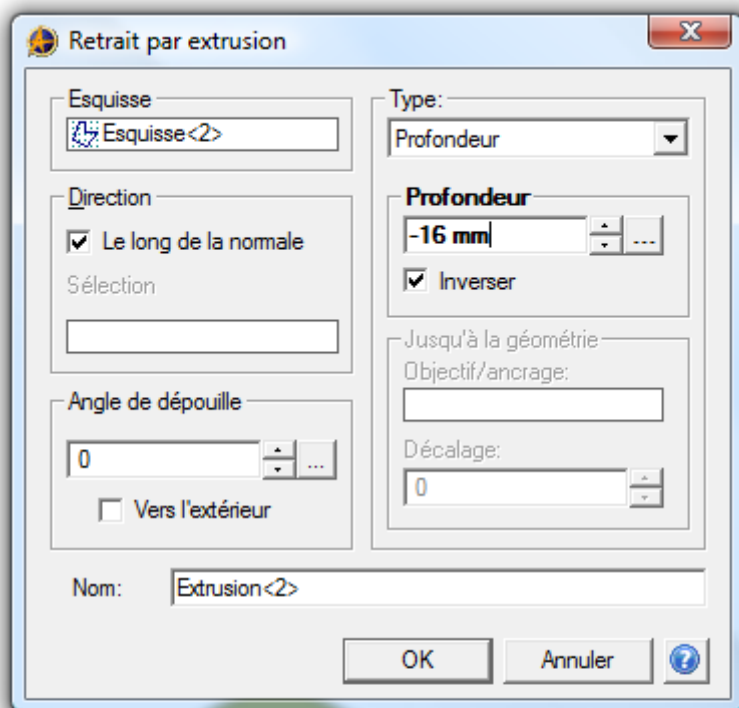 Retrait par extrusion
Esquisse
Esquisse<2>
Direction
Le long de la normale
Sélection
Angle de dépouille
0
...
Vers l'extérieur
Type:
Profondeur
Profondeur
-16 mm
...
Inverser
Jusqu'à la géométrie
Objectif/ancrage:
Décalage:
0
Nom:
Extrusion<2>
OK
Annuler
?